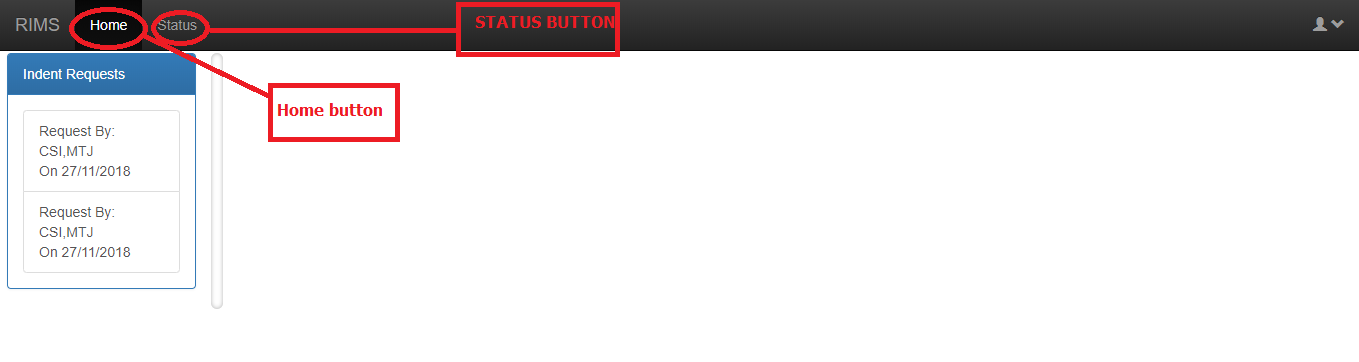 RIMS Home Status STATUS BUTTON
Indent Requests
Home button
Request By:
CSI,MTJ
On 27/11/2018
Request By:
CSI,MTJ
On 27/11/2018